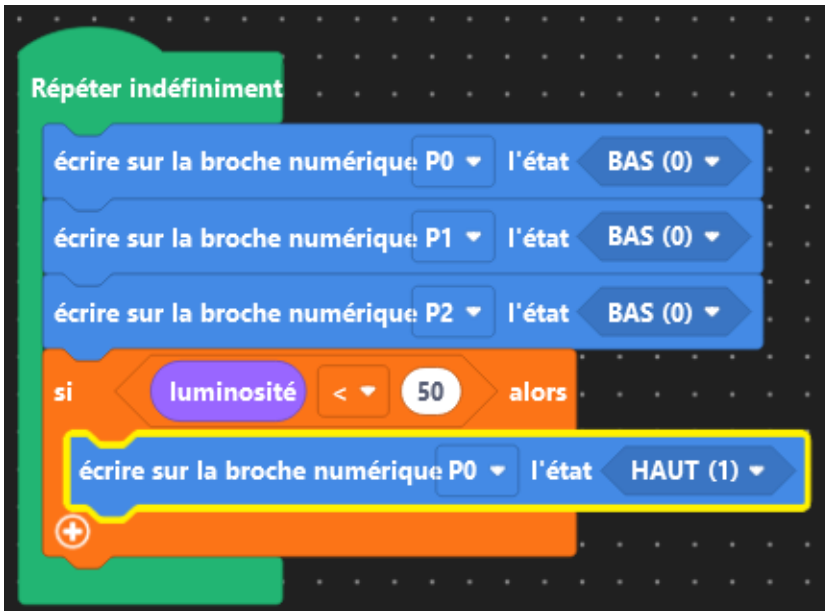 Répéter indéfiniment
écrire sur la broche numérique P0 l'état BAS (0)
écrire sur la broche numérique P1 l'état BAS (0)
écrire sur la broche numérique P2 l'état BAS (0)
si luminosité < 50 alors
écrire sur la broche numérique P0 l'état HAUT (1)